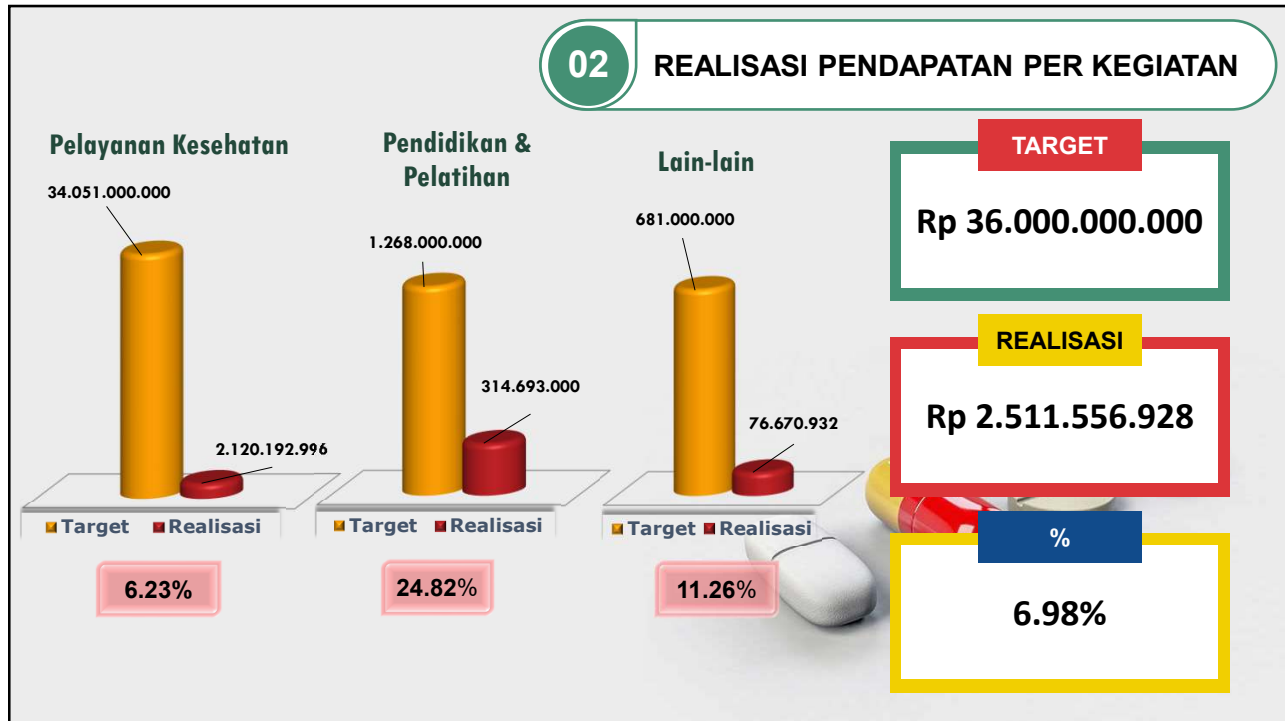 02
REALISASI PENDAPATAN PER KEGIATAN
Pelayanan Kesehatan
34.051.000.000
2.120.192.996
Target Realisasi
6.23%
Pendidikan &
Pelatihan
1.268.000.000
314.693.000
Target Realisasi
24.82%
Lain-lain
681.000.000
76.670.932
Target Realisasi
11.26%
TARGET
Rp 36.000.000.000
REALISASI
Rp 2.511.556.928
%
6.98%